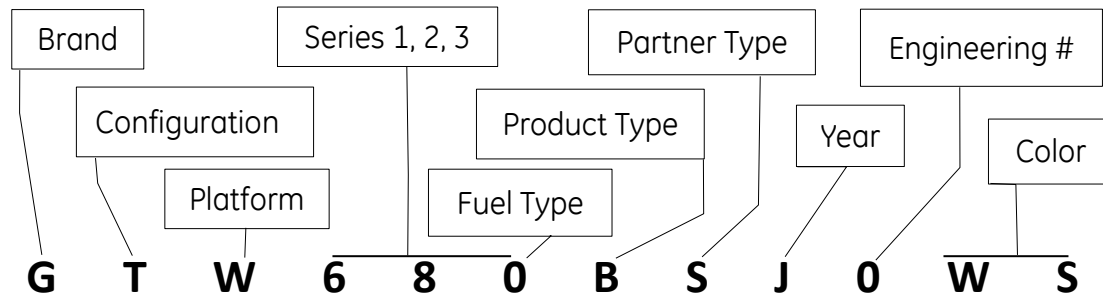 Brand
Series 1, 2, 3
Partner Type
Engineering #
Configuration
Product Type
Year
Color
Platform
Fuel Type
G T W 6 8 0 B S J 0 W S